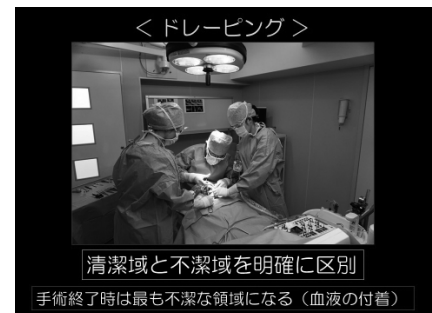 ＜ ドレーピング ＞
清潔域と不潔域を明確に区別
手術終了時は最も不潔な領域になる（血液の付着）